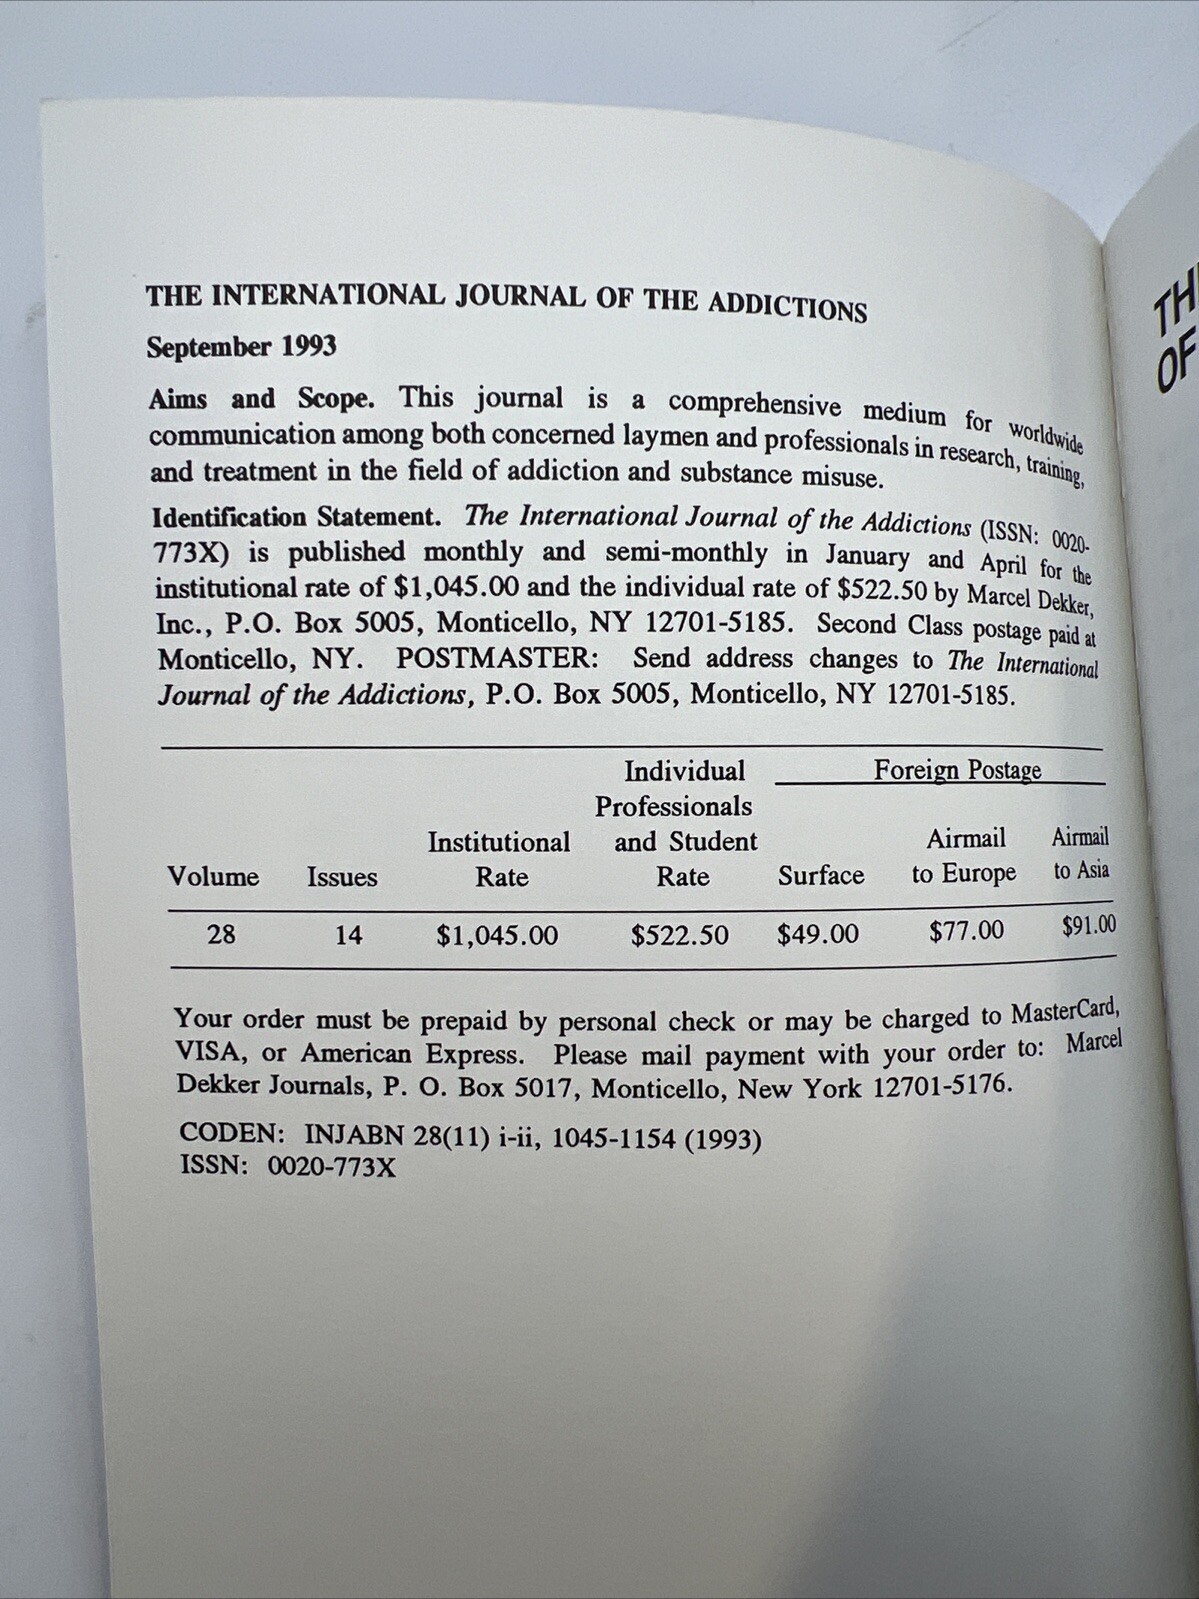 THE INTERNATIONAL JOURNAL OF THE ADDICTIONS
September 1993
Aims and Scope. This journal is a comprehensive medium for worldwide
communication among both concerned laymen and professionals in research, training,
and treatment in the field of addiction and substance misuse.
Identification Statement. The International Journal of the Addictions (ISSN: 0020-
773X) is published monthly and semi-monthly in January and April for the
institutional rate of $1,045.00 and the individual rate of $522.50 by Marcel Dekker,
Inc., P.O. Box 5005, Monticello, NY 12701-5185. Second Class postage paid at
Monticello, NY. POSTMASTER: Send address changes to The International
Journal of the Addictions, P.O. Box 5005, Monticello, NY 12701-5185.
Individual Foreign Postage
Professionals
Institutional and Student Airmail Airmail
Volume Issues Rate Rate Surface to Europe to Asia
28 14 $1,045.00 $522.50 $49.00 $77.00 $91.00
Your order must be prepaid by personal check or may be charged to MasterCard,
VISA, or American Express. Please mail payment with your order to: Marcel
Dekker Journals, P. O. Box 5017, Monticello, New York 12701-5176.
CODEN: INJABN 28(11) i-ii, 1045-1154 (1993)
ISSN: 0020-773X
OF